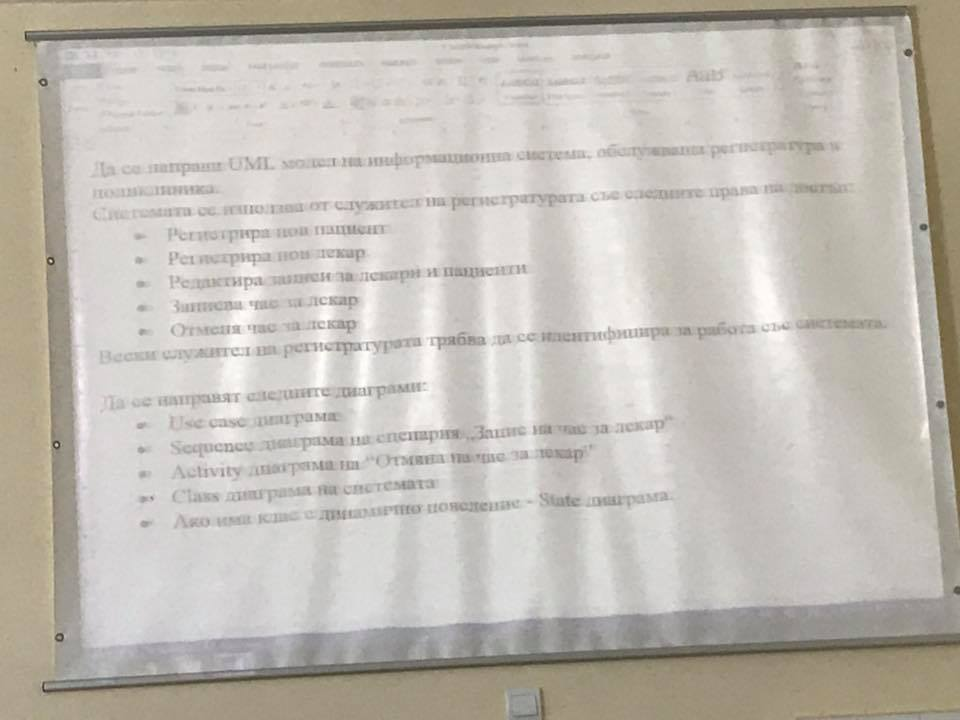 AaB
Да се направи UML модел на информационна система, обслужваща регистратура в
поликлиника.
Системата се използва от служител на регистратурата със следните права на достъп:
Регистрира нов пациент
Регистрира нов лекар
Редактира записи за лекари и пациенти
Записва час за лекар
Отменя час за лекар
Всеки служител на регистратурата трябва да се идентифицира за работа със системата.
Да се направят следните диаграми:
Use case диаграма
Sequence диаграма на сценария „Запис на час за лекар“
Activity диаграма на “Отмяна на час за лекар”
Class диаграма на системата
Ако има клас с динамично поведение - State диаграма.